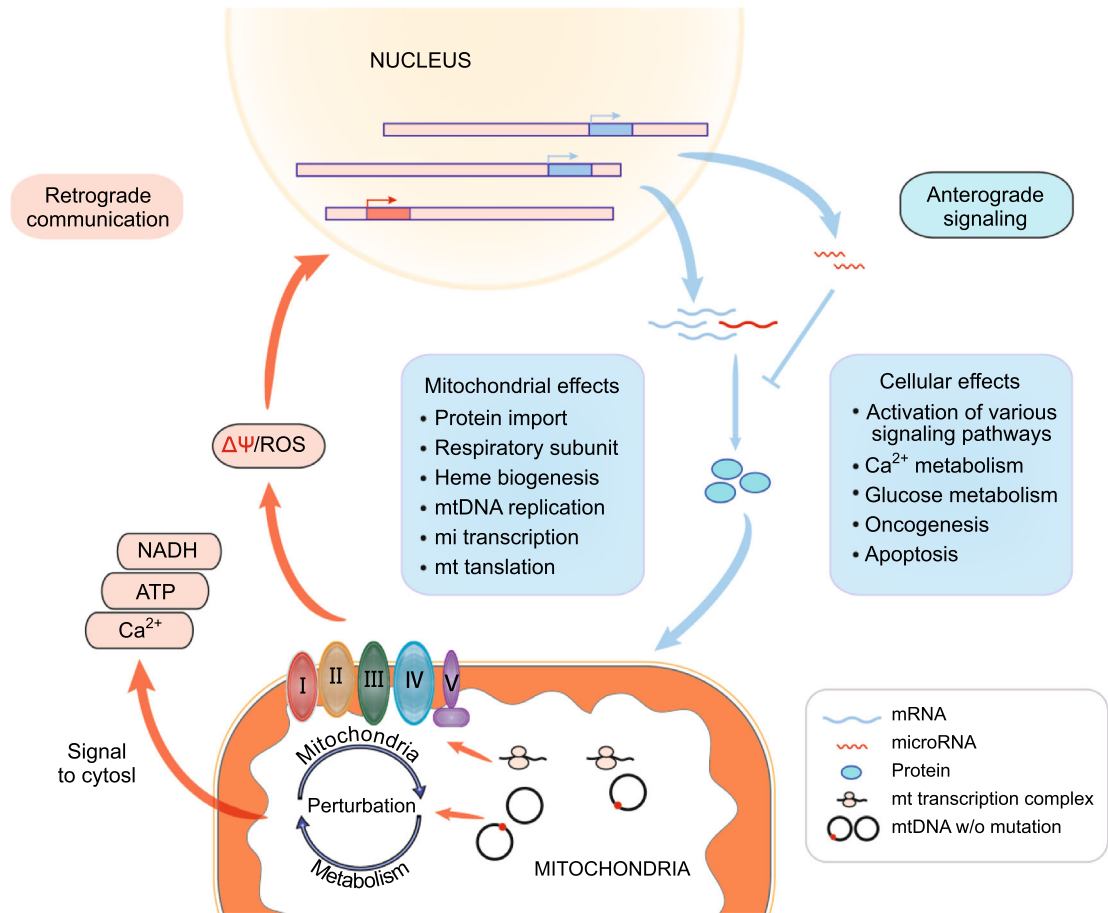 NUCLEUS
Retrograde
communication
Anterograde
signaling
Mitochondrial effects
• Protein import
• Respiratory subunit
• Heme biogenesis
• mtDNA replication
• mi transcription
• mt tanslation
Cellular effects
• Activation of various
signaling pathways
• Ca²⁺ metabolism
• Glucose metabolism
• Oncogenesis
• Apoptosis
ΔΨ/ROS
NADH
ATP
Ca²⁺
Signal
to cytosl
I
II
III
IV
V
Mitochondria
Perturbation
Metabolism
MITOCHONDRIA
mRNA
microRNA
Protein
mt transcription complex
mtDNA w/o mutation